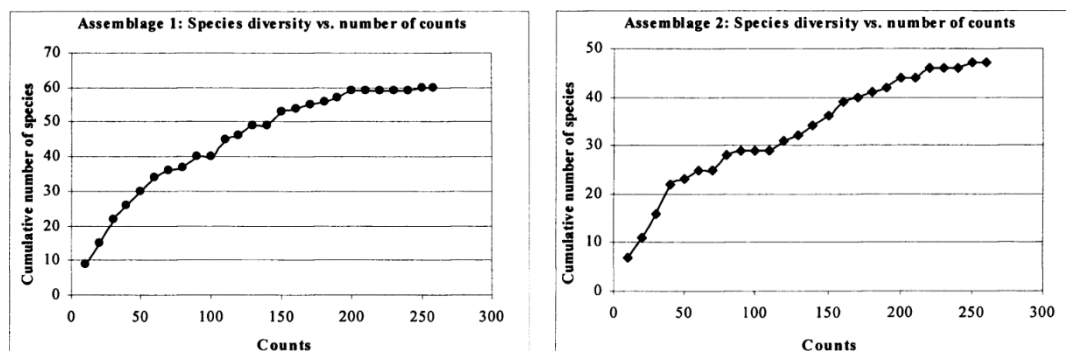 Assemblage 1: Species diversity vs. number of counts
70
60
50
40
30
20
10
0
0 50 100 150 200 250 300
Cumulative number of species
Counts
Assemblage 2: Species diversity vs. number of counts
50
40
30
20
10
0
0 50 100 150 200 250 300
Cumulative number of species
Counts